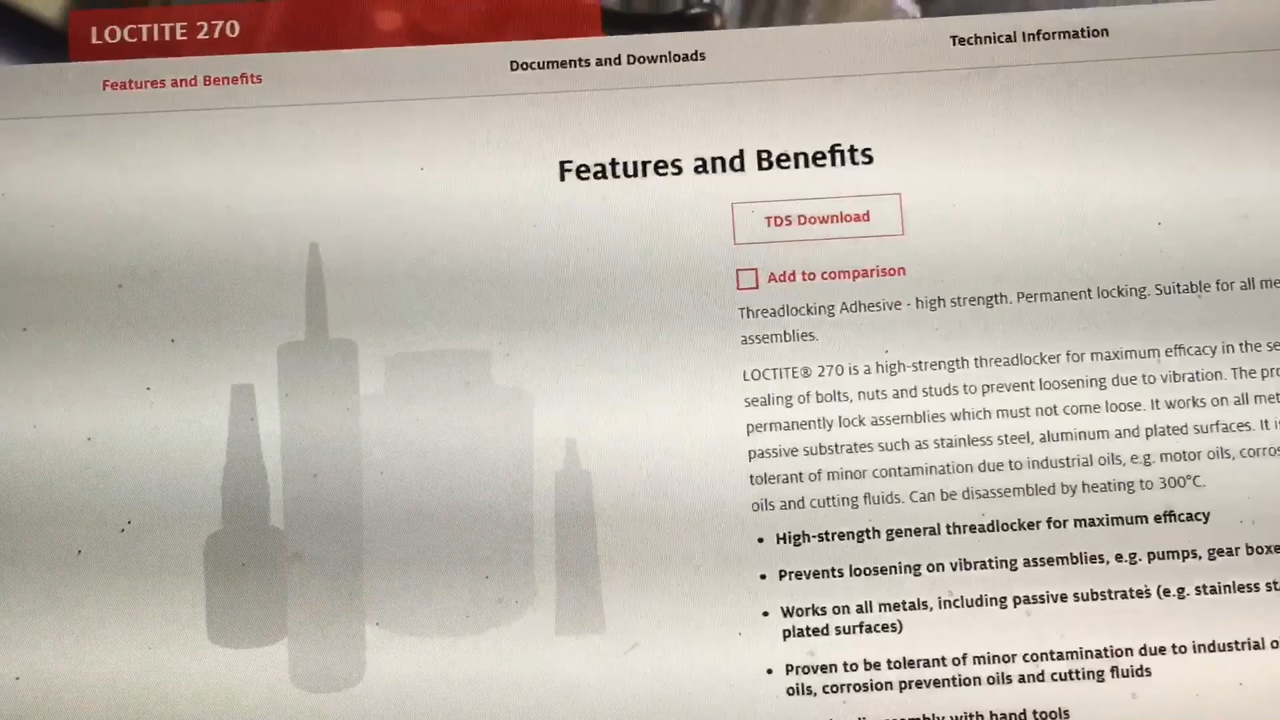 LOCTITE 270
Features and Benefits
Documents and Downloads
Technical Information
Features and Benefits
TDS Download
Add to comparison
Threadlocking Adhesive - high strength. Permanent locking. Suitable for all
assemblies.
LOCTITE® 270 is a high-strength threadlocker for maximum efficacy in the
sealing of bolts, nuts and studs to prevent loosening due to vibration. The
permanently lock assemblies which must not come loose. It works on all
passive substrates such as stainless steel, aluminum and plated surfaces. It
tolerant of minor contamination due to industrial oils, e.g. motor oils,
oils and cutting fluids. Can be disassembled by heating to 300°C.
• High-strength general threadlocker for maximum efficacy
• Prevents loosening on vibrating assemblies, e.g. pumps, gear
• Works on all metals, including passive substrates (e.g. stainless
plated surfaces)
• Proven to be tolerant of minor contamination due to industrial
oils, corrosion prevention oils and cutting fluids
with hand tools